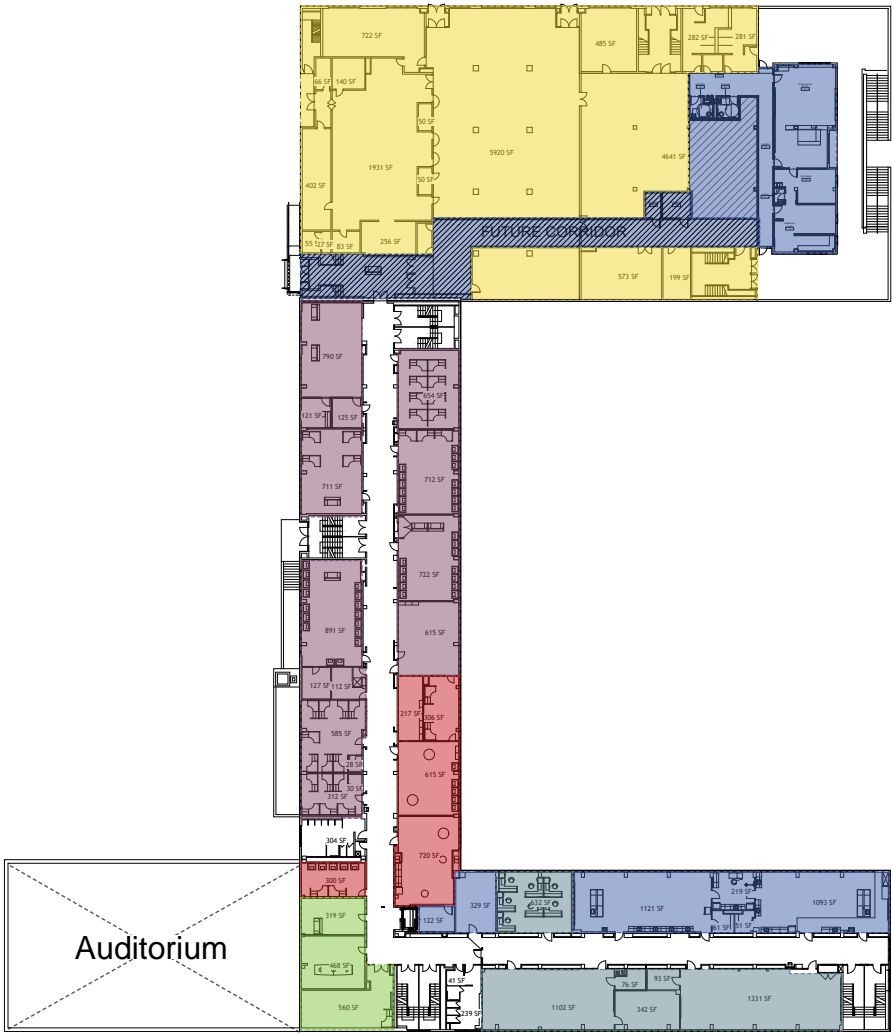 722 SF
485 SF
282 SF
281 SF
66 SF
140 SF
50 SF
5920 SF
4641 SF
1931 SF
402 SF
50 SF
55
27 SF
83 SF
256 SF
FUTURE CORRIDOR
573 SF
199 SF
790 SF
654 SF
121 SF
125 SF
711 SF
712 SF
722 SF
891 SF
615 SF
127 SF
112 SF
217 SF
306 SF
585 SF
28 SF
615 SF
30 SF
312 SF
304 SF
720 SF
300 SF
319 SF
122 SF
329 SF
632 SF
1121 SF
219 SF
61 SF
51 SF
1093 SF
Auditorium
468 SF
560 SF
41 SF
239 SF
1102 SF
76 SF
93 SF
342 SF
1331 SF